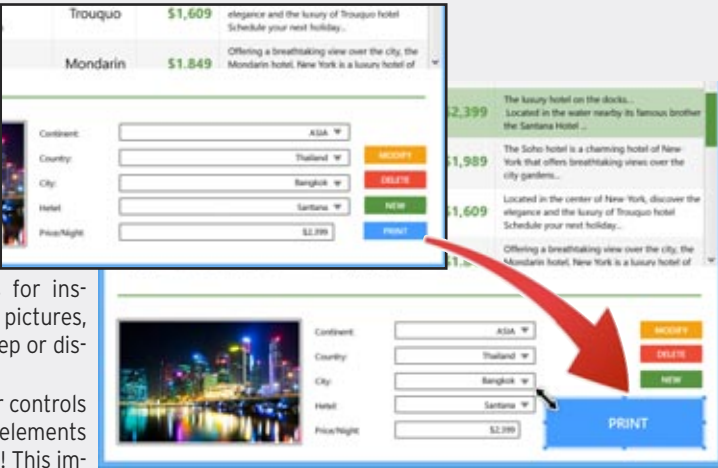 Trouquo $1,609 elegance and the luxury of Trouquo hotel
Schedule your next holiday...
Mondarin $1.849 Offering a breathtaking view over the city, the
Mondarin hotel, New York is a luxury hotel of
Continent: ASIA
Country: Thailand MODIFY
City: Bangkok DELETE
Hotel: Santana NEW
Price/Night $2,399 PRINT
$2,399 The luxury hotel on the docks...
Located in the water nearby its famous brother
the Santana Hotel ...
$1,989 The Soho hotel is a charming hotel of New-
York that offers breathtaking views over the
city gardens...
$1,609 Located in the center of New-York, discover the
elegance and the luxury of Trouquo hotel
Schedule your next holiday...
Offering a breathtaking view over the city, the
Mondarin hotel, New York is a luxury hotel of
for ins-
pictures,
ep or dis-
r controls
elements
! This im-
Continent: ASIA MODIFY
Country: Thailand DELETE
City: Bangkok NEW
Hotel: Santana
Price/Night $2,399
PRINT